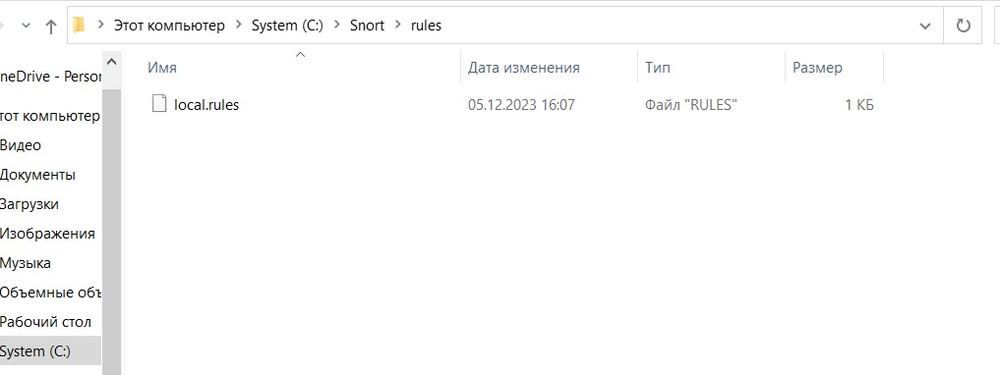 Этот компьютер > System (C:) > Snort > rules
Имя Дата изменения Тип Размер
local.rules 05.12.2023 16:07 Файл "RULES" 1 КБ
neDrive - Person
тот компьютер
Видео
Документы
Загрузки
Изображения
Музыка
Объемные объ
Рабочий стол
System (C:)